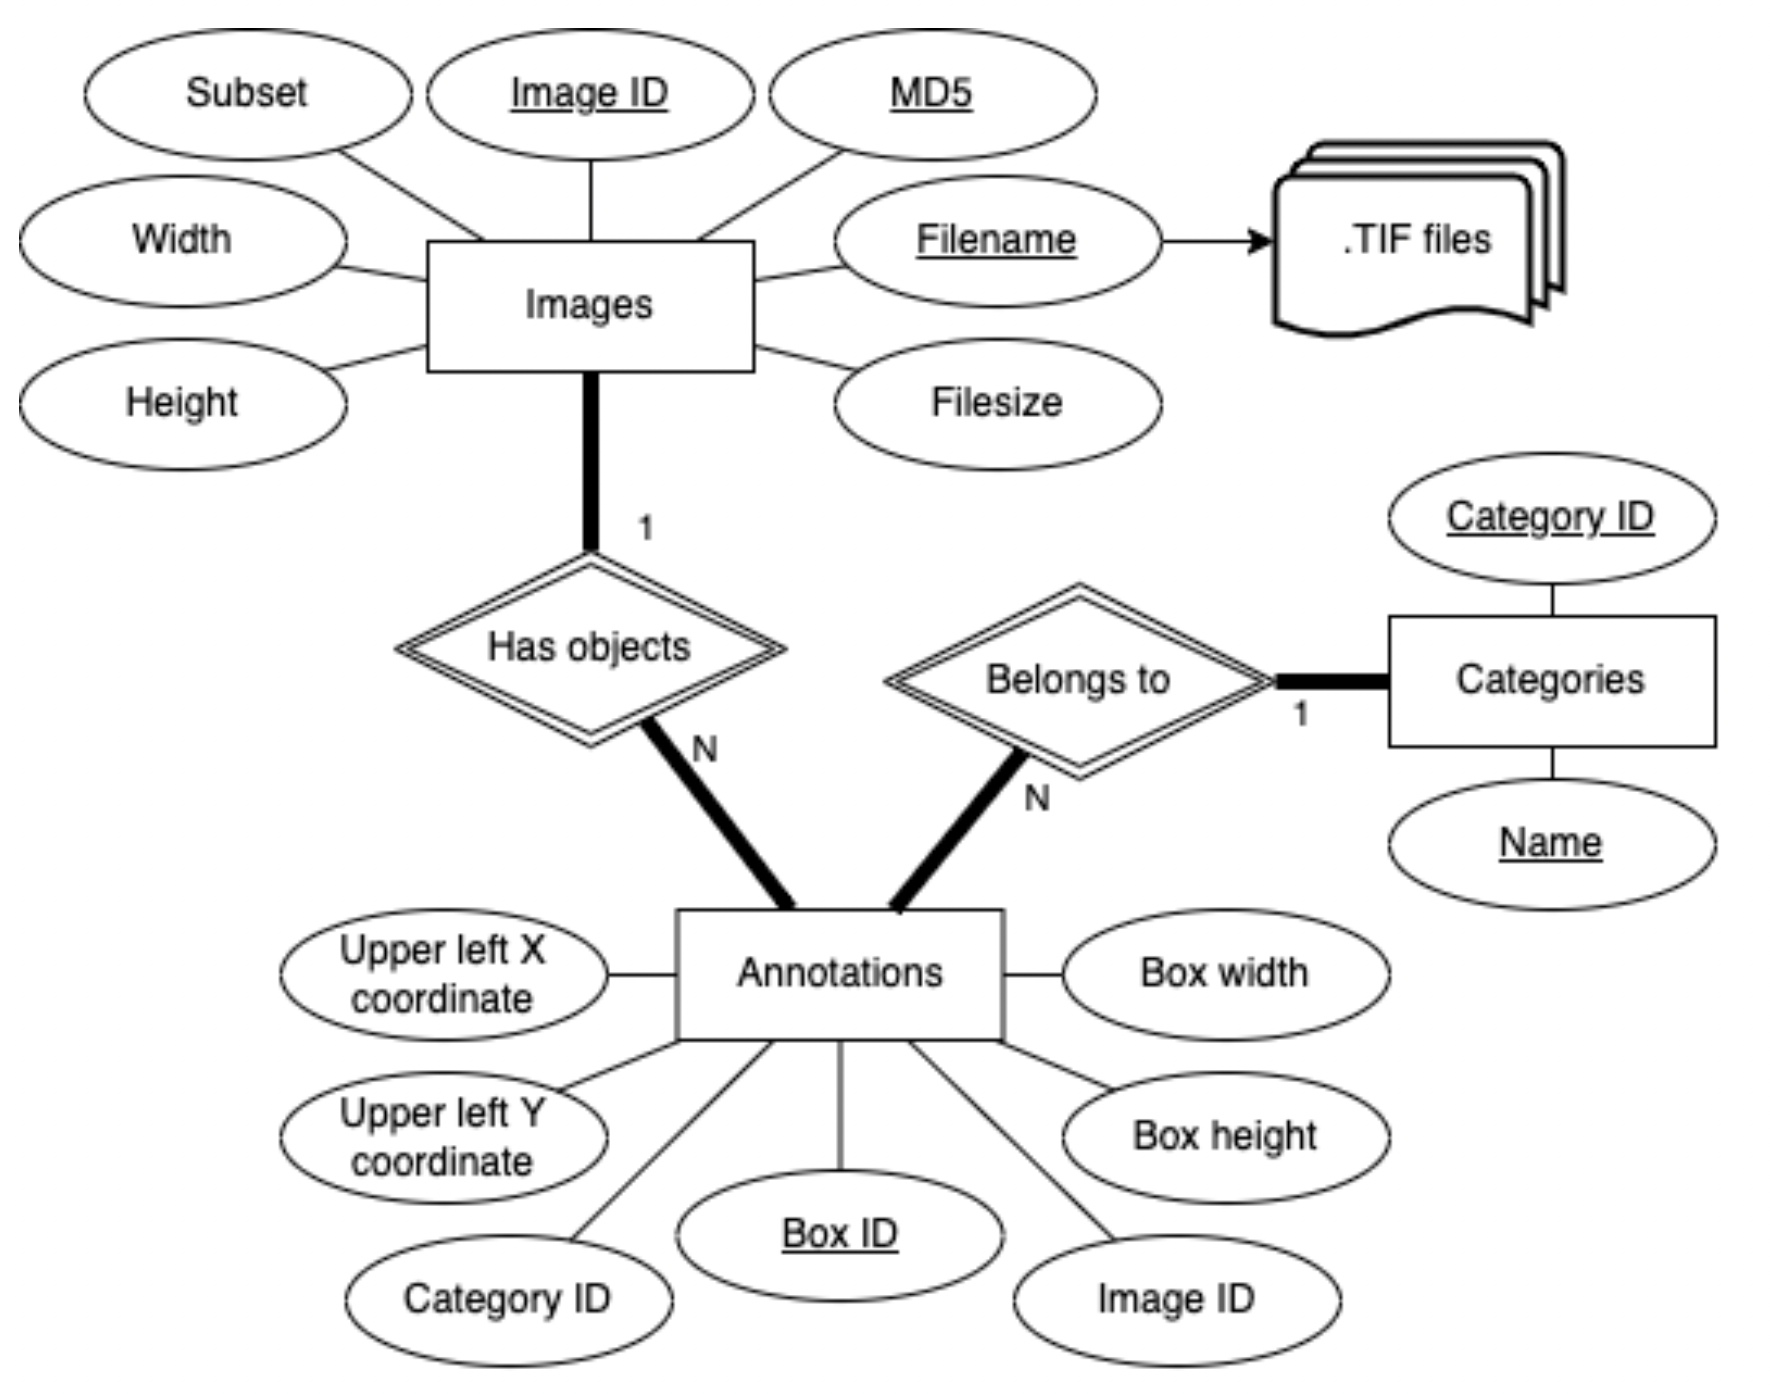 Subset
Image ID
MD5
Width
Filename
.TIF files
Images
Height
Filesize
Category ID
1
Has objects
Belongs to
Categories
1
N
N
Name
Upper left X
coordinate
Annotations
Box width
Upper left Y
coordinate
Box height
Box ID
Category ID
Image ID